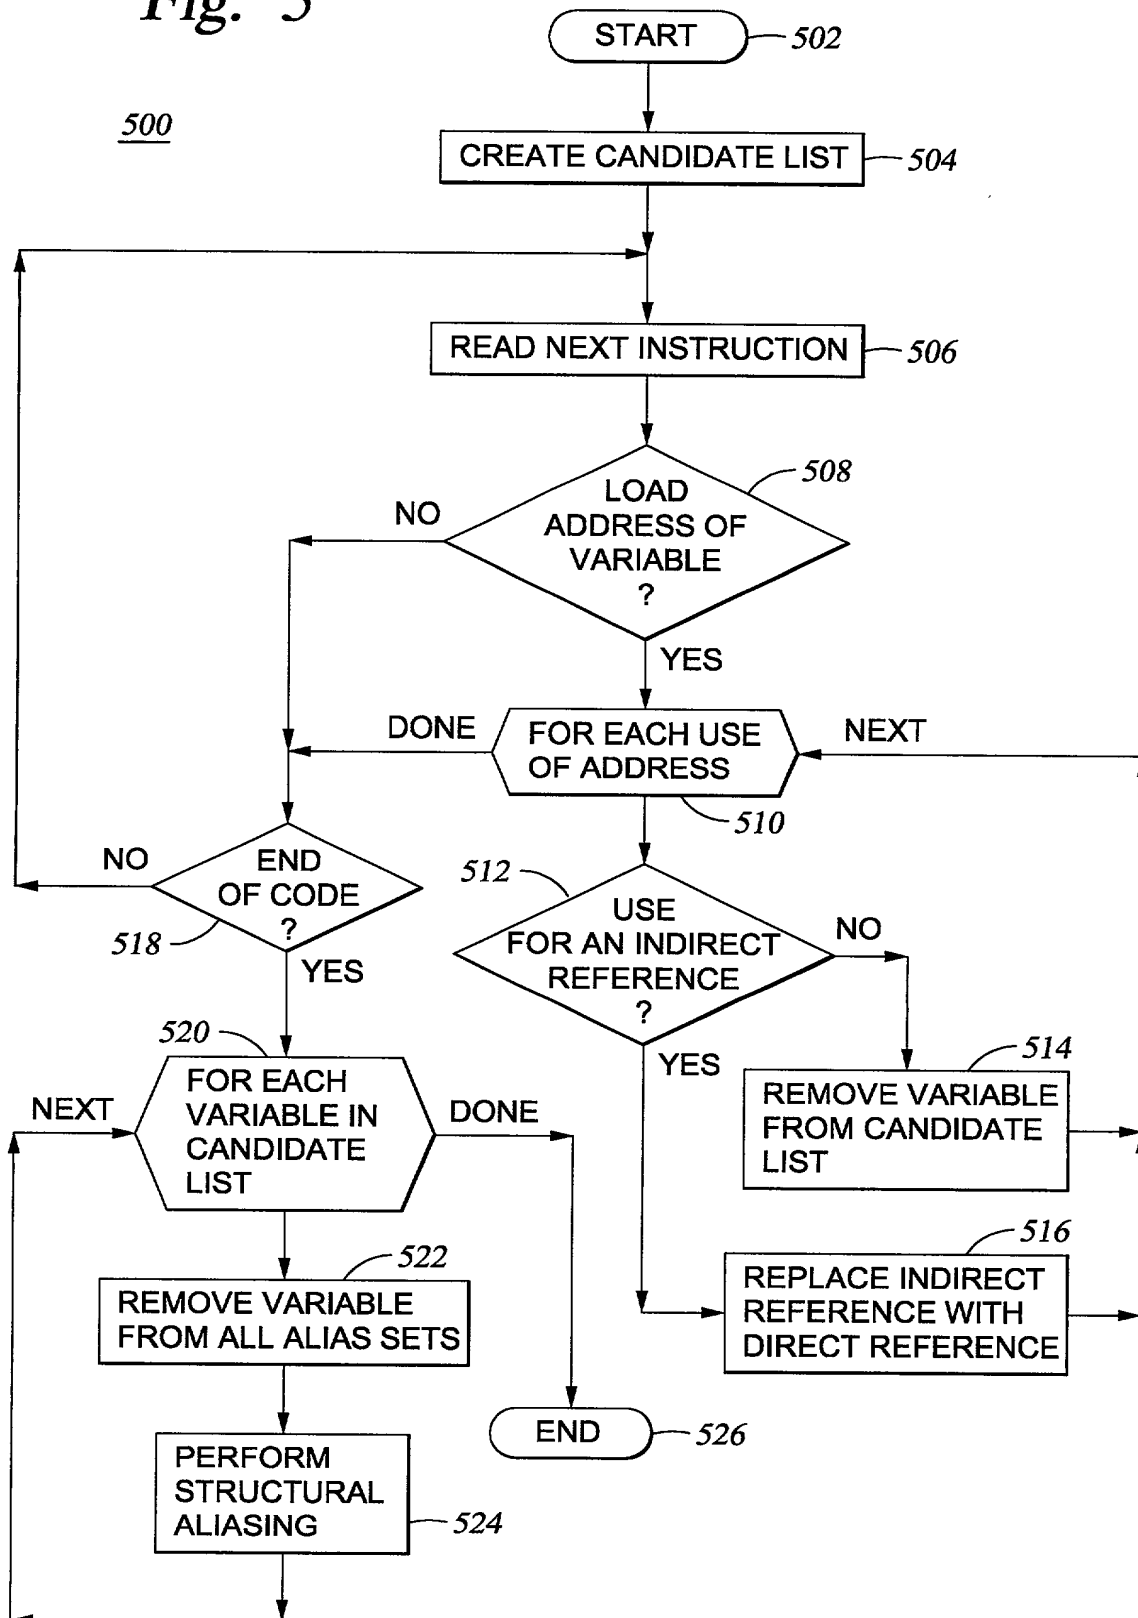 Fig. 5
START
502
500
CREATE CANDIDATE LIST
504
READ NEXT INSTRUCTION
506
508
LOAD
ADDRESS OF
VARIABLE
?
NO
YES
DONE
FOR EACH USE
OF ADDRESS
NEXT
510
NO
END
OF CODE
?
518
YES
512
USE
FOR AN INDIRECT
REFERENCE
?
NO
YES
520
FOR EACH
VARIABLE IN
CANDIDATE
LIST
NEXT
DONE
514
REMOVE VARIABLE
FROM CANDIDATE
LIST
516
REPLACE INDIRECT
REFERENCE WITH
DIRECT REFERENCE
522
REMOVE VARIABLE
FROM ALL ALIAS SETS
END
526
PERFORM
STRUCTURAL
ALIASING
524